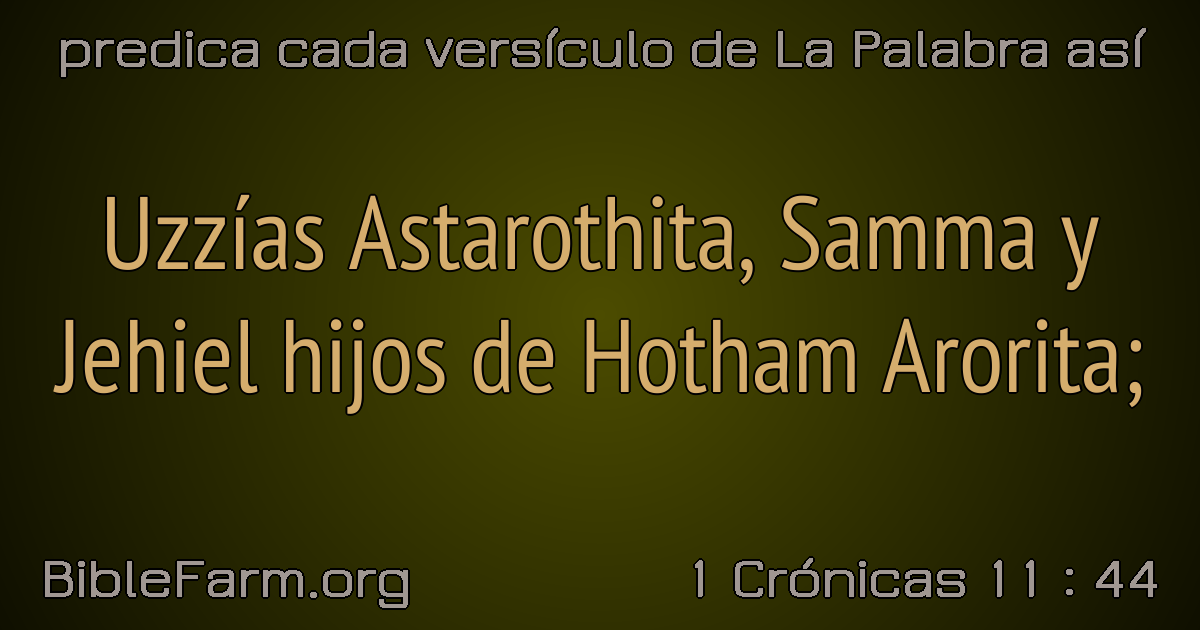 predica cada versículo de La Palabra así
Uzzías Astarothita, Samma y
Jehiel hijos de Hotham Arorita;
BibleFarm.org
1 Crónicas 11 : 44